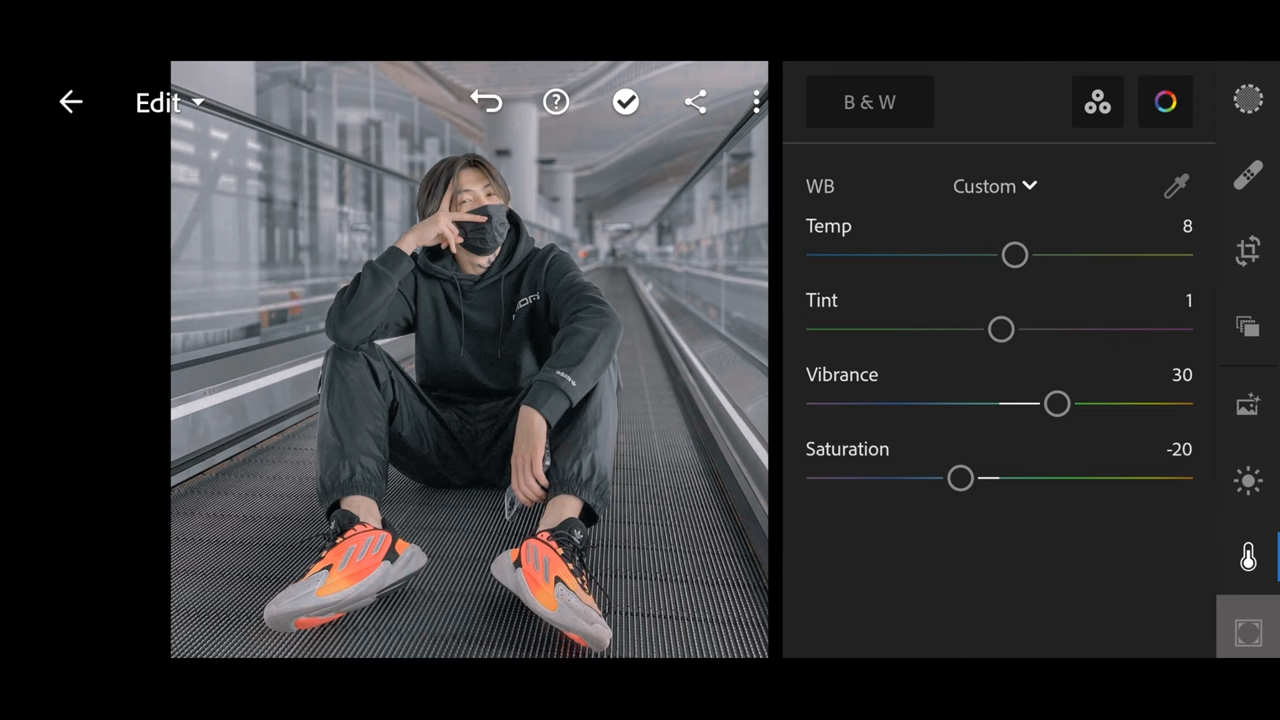 Edit
B & W
WB
Custom
Temp
8
Tint
1
Vibrance
30
Saturation
-20